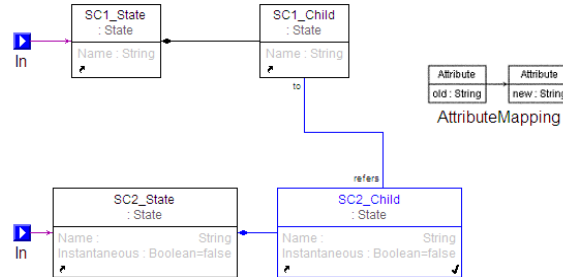 SC1_State
: State
Name : String
In
SC1_Child
: State
Name : String
to
Attribute
old : String
Attribute
new : String
AttributeMapping
refers
SC2_State
: State
Name : String
Instantaneous : Boolean=false
In
SC2_Child
: State
Name : String
Instantaneous : Boolean=false